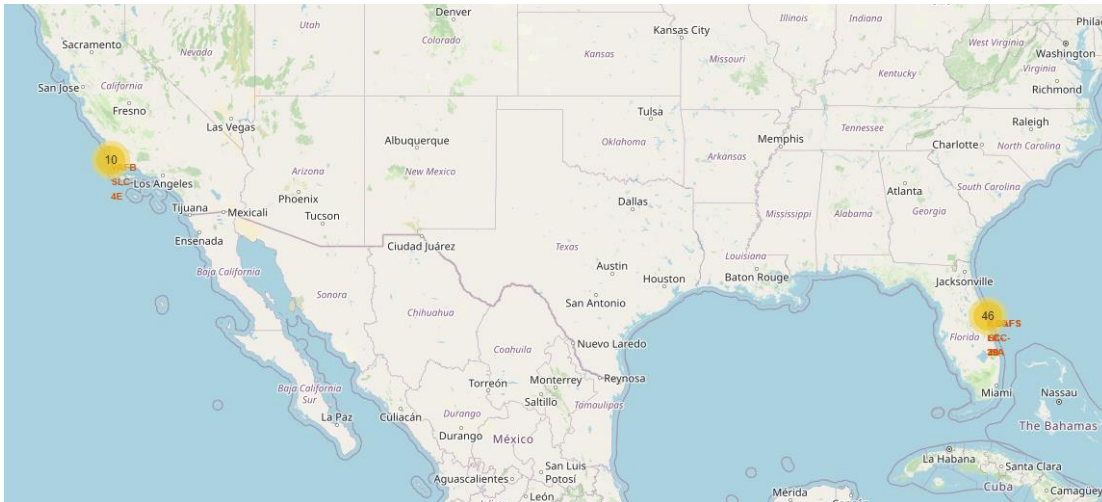 Denver
Utah
Illinois
Indiana
Philad
Kansas City
Sacramento
Nevada
Colorado
Kansas
Missouri
West Virginia
Washington
San Jose
California
Kentucky
Virginia
Richmond
Fresno
Las Vegas
Tulsa
Raleigh
Albuquerque
Oklahoma
Memphis
Tennessee
Charlotte
North Carolina
10
Arkansas
AFB
Arizona
New Mexico
SLC-
Los Angeles
South Carolina
4E
Phoenix
Atlanta
Tijuana
Mexicali
Tucson
Dallas
Mississippi
Alabama
Georgia
Ensenada
Ciudad Juárez
Texas
Louisiana
Baja California
Austin
Houston
Baton Rouge
Jacksonville
Sonora
San Antonio
Chihuahua
46
AFS
Florida
Coahuila
Nuevo Laredo
Baja California
Sur
Torreón
Monterrey
Reynosa
Miami
Nassau
Saltillo
Tamaulipas
La Paz
Culiacán
Durango
The Bahamas
Durango
México
La Habana
San Luis
Potosí
Santa Clara
Aguascalientes
Cuba
León
Mérida
Camagüey